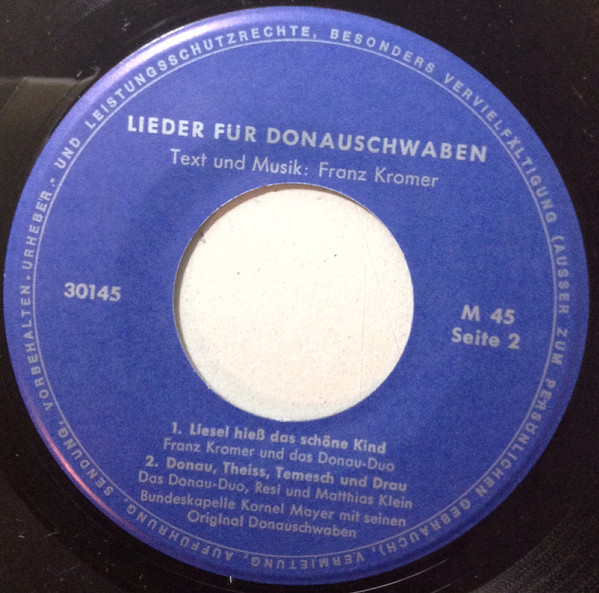 URHEBER- UND LEISTUNGSSCHUTZRECHTE, BESONDERS VERVIELFÄLTIGUNG (AUSSER ZUM PERSÖNLICHEN GEBRAUCH), VERMIETUNG, AUFFÜHRUNG, SENDUNG, VORBEHALTEN.
LIEDER FÜR DONAUSCHWABEN
Text und Musik: Franz Kromer
30145
M 45
Seite 2
1. Liesel hieß das schöne Kind
Franz Kromer und das Donau-Duo
2. Donau, Theiss, Temesch und Drau
Das Donau-Duo, Resl und Matthias Klein
Bundeskapelle Kornel Mayer mit seinen
Original Donauschwaben